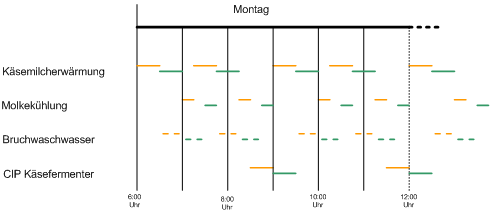 Montag
Käsemilcherwärmung
Molkekühlung
Bruchwaschwasser
CIP Käsefermenter
6:00 8:00 10:00 12:00
Uhr Uhr Uhr Uhr